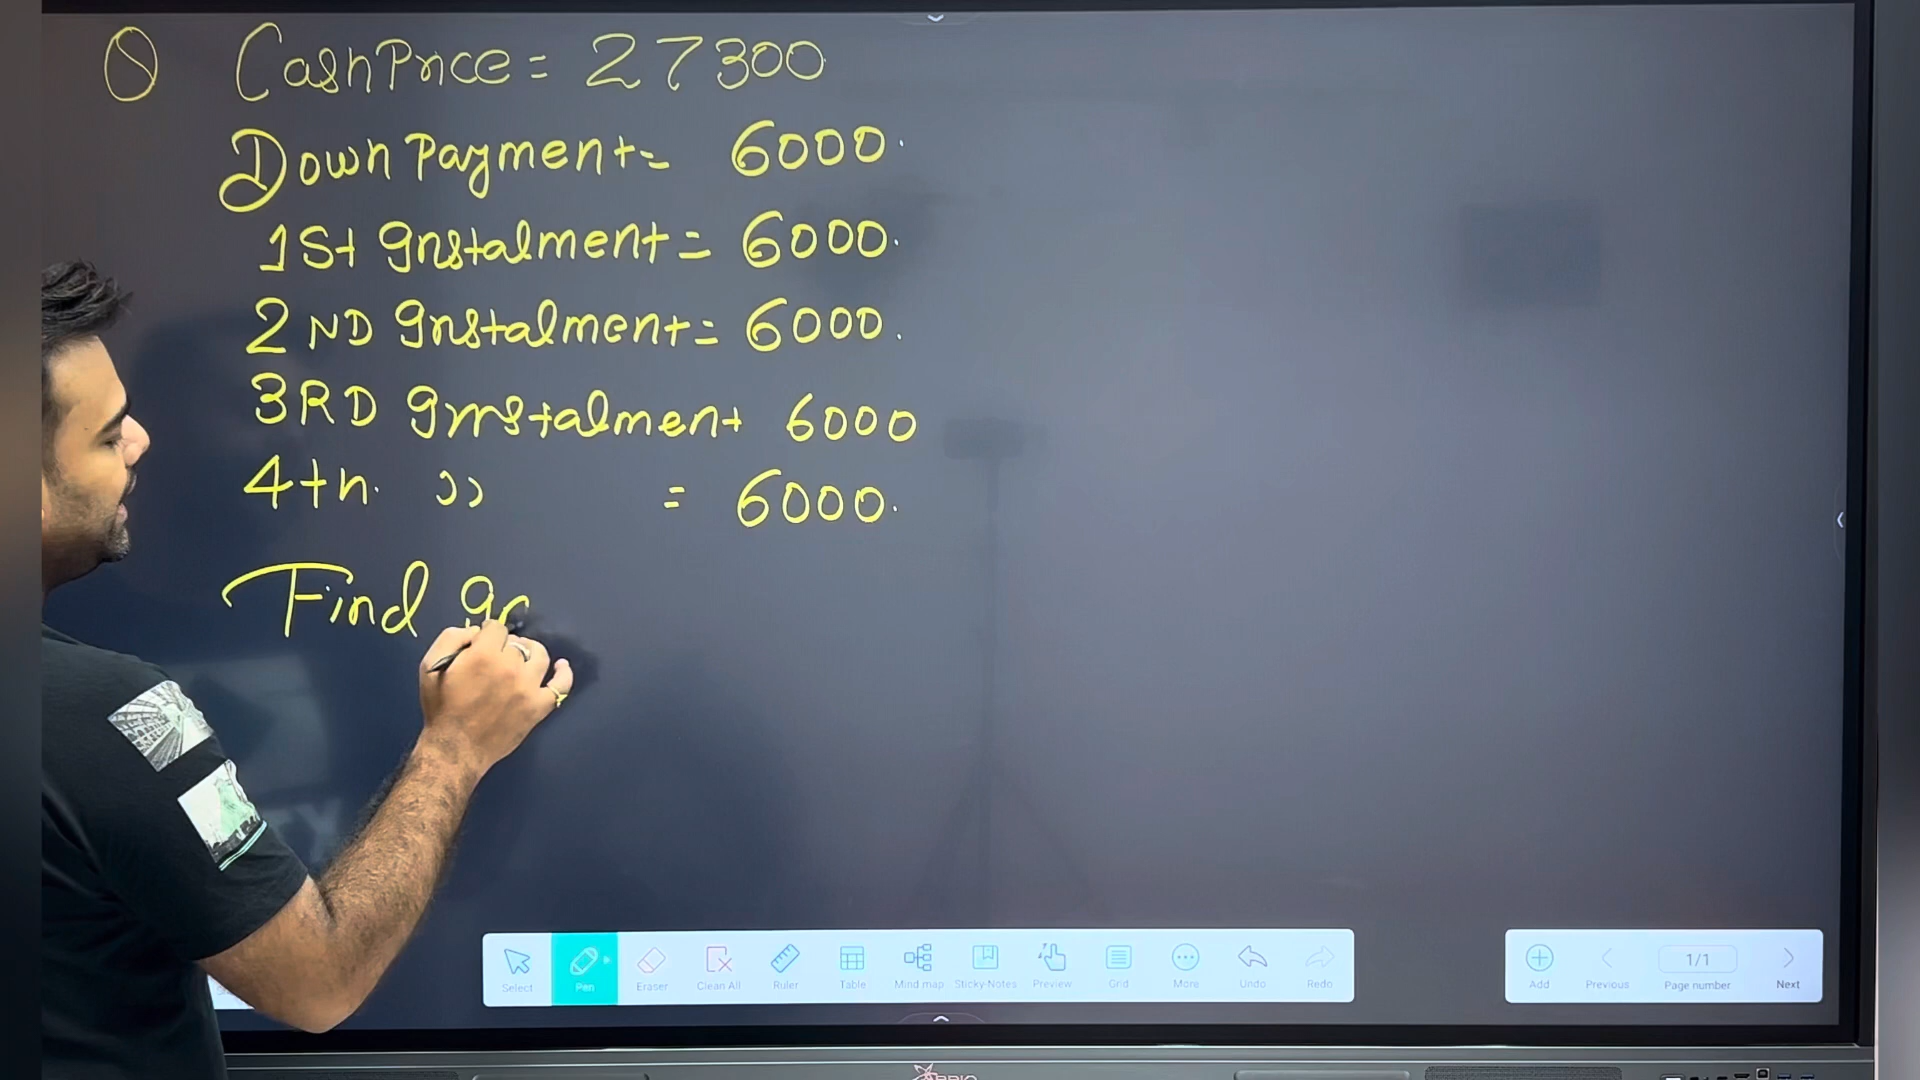 Q CashPrice = 27300
Down Payment = 6000.
1St Instalment = 6000.
2ND Instalment = 6000.
3RD Instalment 6000
4th. ,, = 6000.
Find In
Select
Pen
Eraser
Clean All
Ruler
Table
Mind map
Sticky-Notes
Preview
Grid
More
Undo
Redo
Add
Previous
1/1
Page number
Next